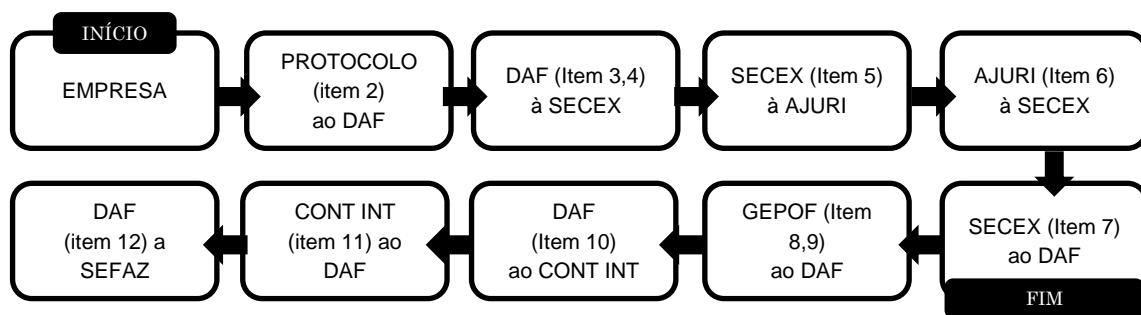 INÍCIO
EMPRESA
PROTOCOLO
(item 2)
ao DAF
DAF (Item 3,4)
à SECEX
SECEX (Item 5)
à AJURI
AJURI (Item 6)
à SECEX
SECEX (Item 7)
ao DAF
FIM
GEPOF (Item
8,9)
ao DAF
DAF
(Item 10)
ao CONT INT
CONT INT
(item 11) ao
DAF
DAF
(item 12) a
SEFAZ